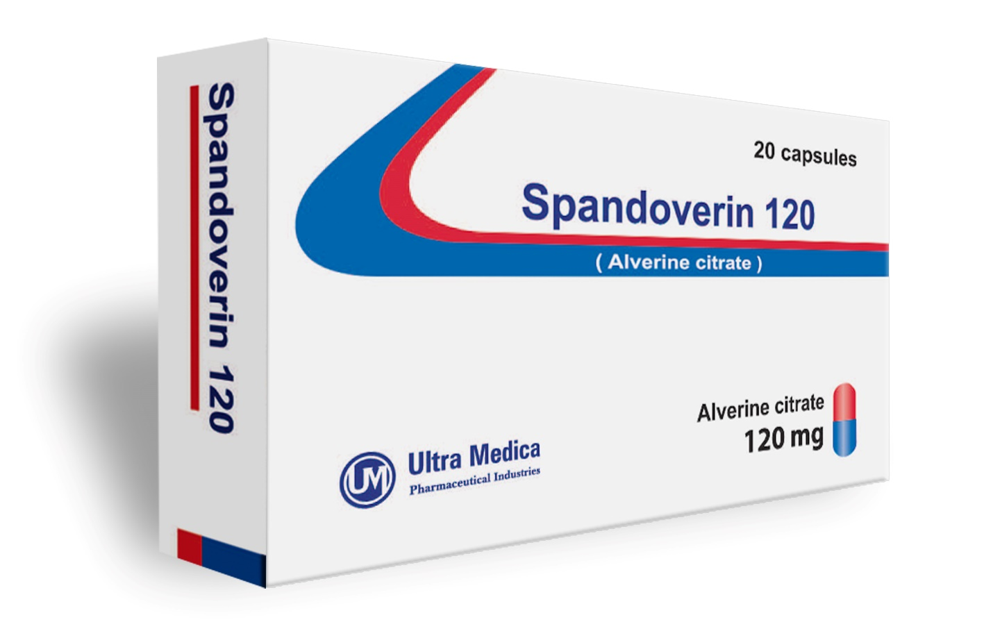 Spandoverin 120
20 capsules
Spandoverin 120
( Alverine citrate )
Alverine citrate
120 mg
UM
Ultra Medica
Pharmaceutical Industries